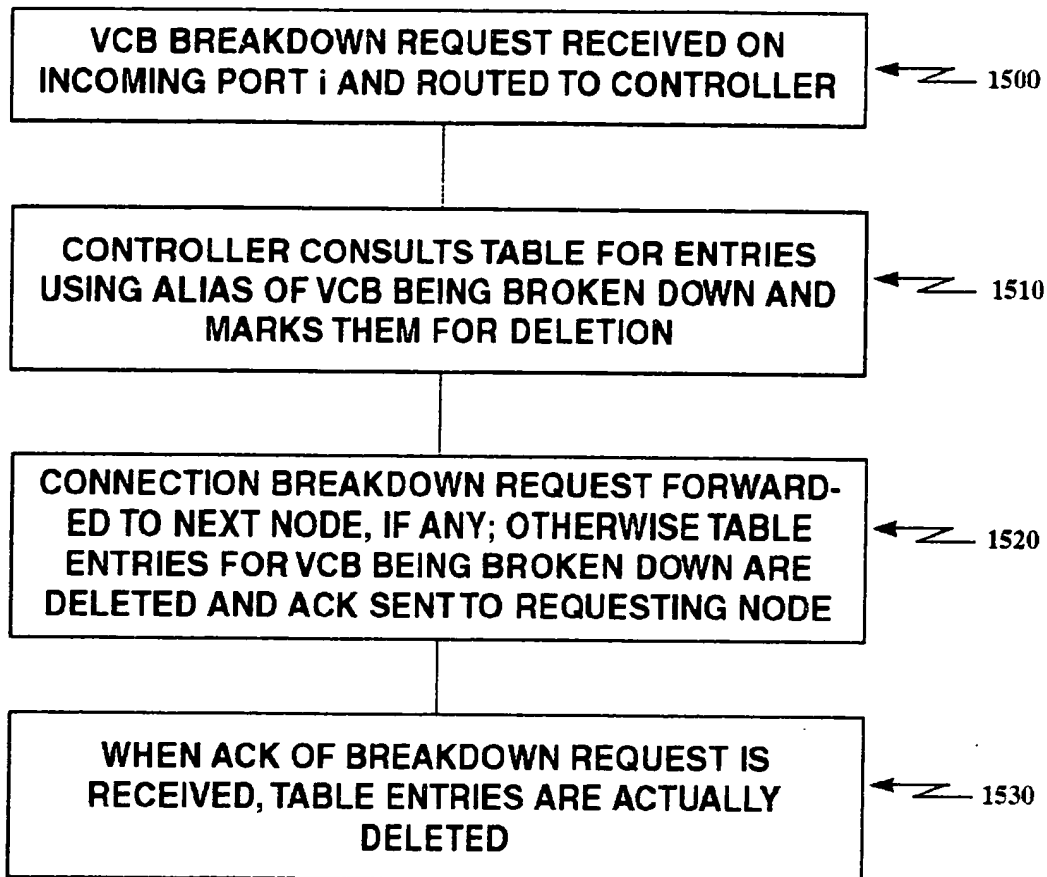 VCB BREAKDOWN REQUEST RECEIVED ON
INCOMING PORT i AND ROUTED TO CONTROLLER
1500
CONTROLLER CONSULTS TABLE FOR ENTRIES
USING ALIAS OF VCB BEING BROKEN DOWN AND
MARKS THEM FOR DELETION
1510
CONNECTION BREAKDOWN REQUEST FORWARD-
ED TO NEXT NODE, IF ANY; OTHERWISE TABLE
ENTRIES FOR VCB BEING BROKEN DOWN ARE
DELETED AND ACK SENT TO REQUESTING NODE
1520
WHEN ACK OF BREAKDOWN REQUEST IS
RECEIVED, TABLE ENTRIES ARE ACTUALLY
DELETED
1530